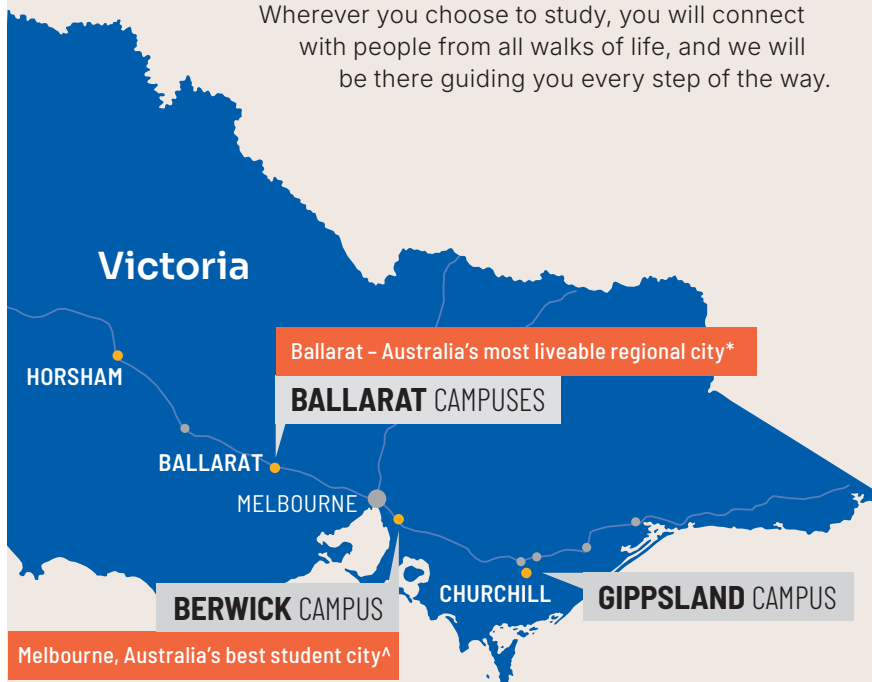 Wherever you choose to study, you will connect
with people from all walks of life, and we will
be there guiding you every step of the way.
Victoria
Ballarat – Australia's most liveable regional city*
HORSHAM
BALLARAT CAMPUSES
BALLARAT
MELBOURNE
CHURCHILL
GIPPSLAND CAMPUS
BERWICK CAMPUS
Melbourne, Australia's best student city^